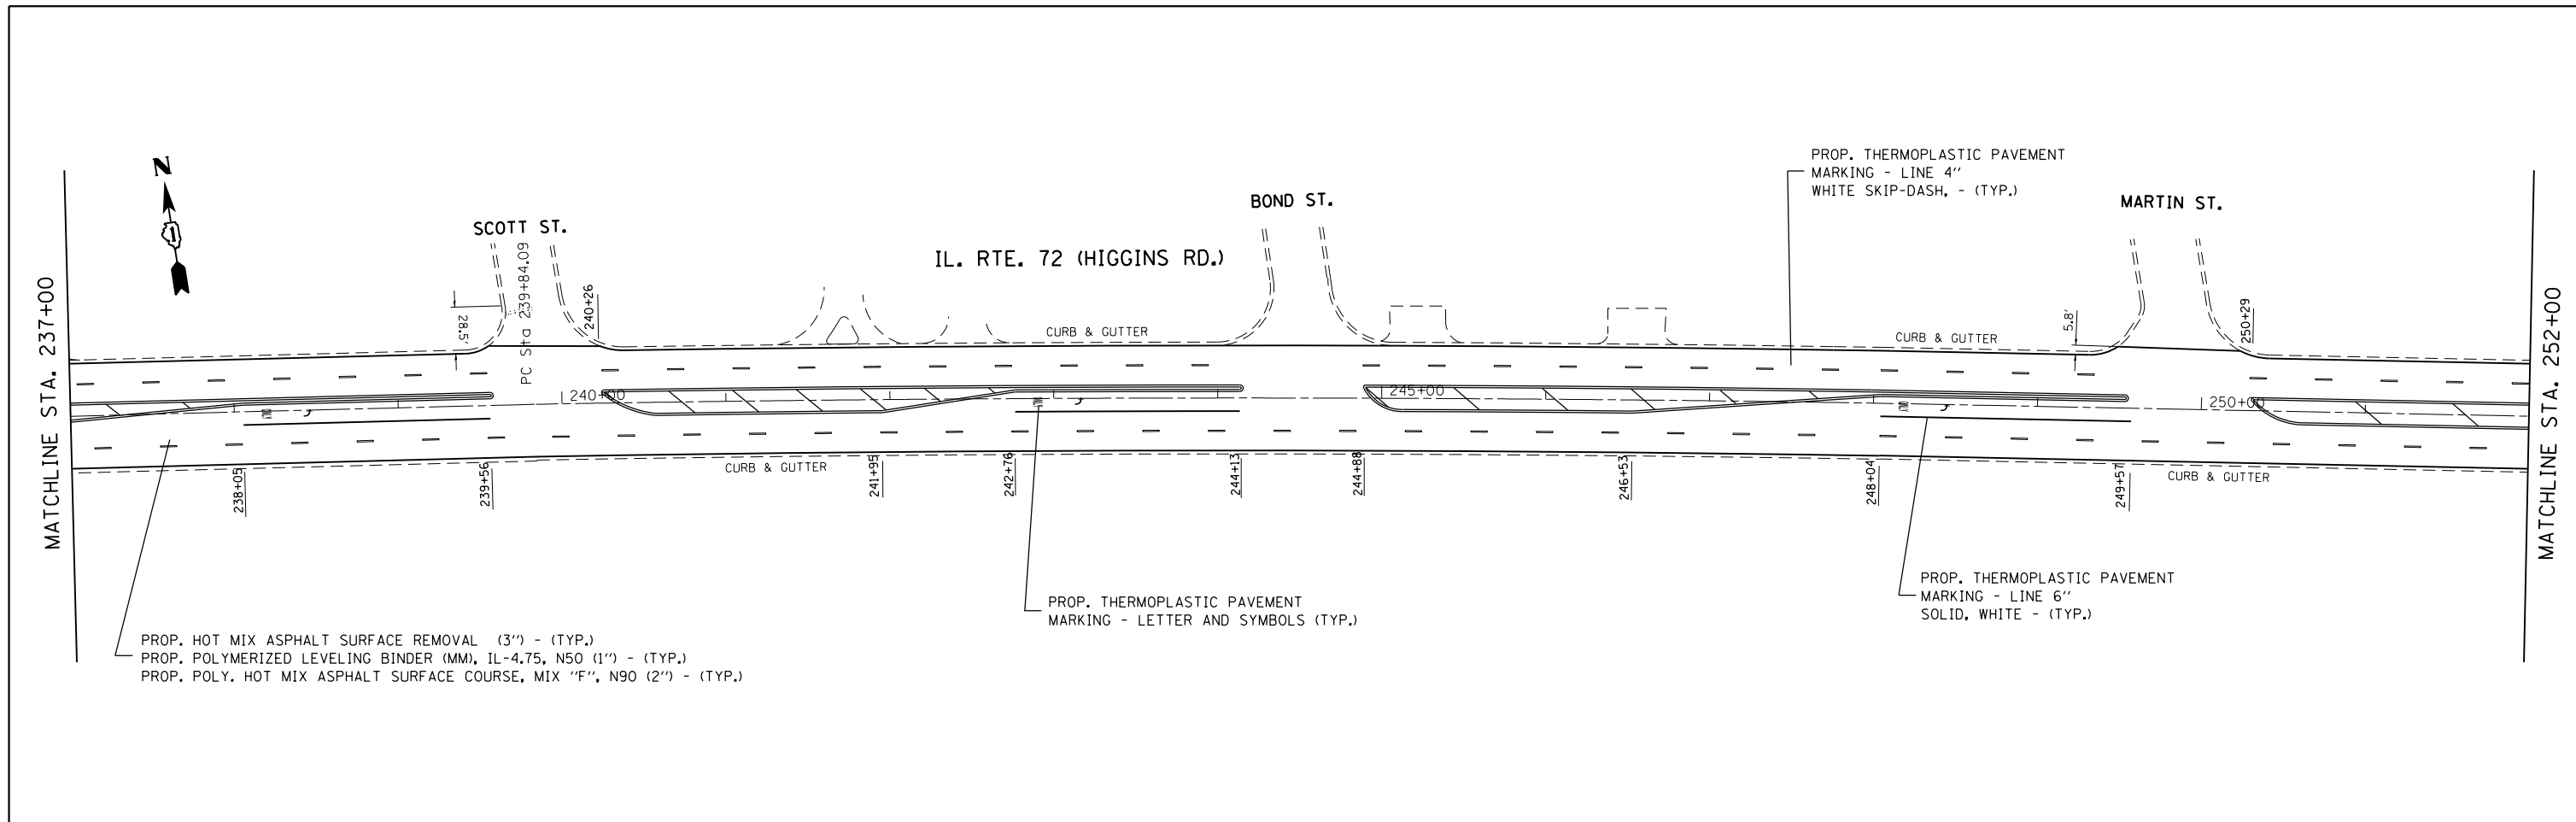 PROP. THERMOPLASTIC PAVEMENT
MARKING - LINE 4"
WHITE SKIP-DASH, - (TYP.)
N
1
SCOTT ST.
BOND ST.
MARTIN ST.
IL. RTE. 72 (HIGGINS RD.)
MATCHLINE STA. 237+00
28.5'
PC Sta 239+84.09
240+26
CURB & GUTTER
CURB & GUTTER
5.8'
250+29
MATCHLINE STA. 252+00
240+00
245+00
250+00
ONLY
ONLY
ONLY
238+05
239+56
CURB & GUTTER
241+95
242+76
244+13
244+88
246+53
248+04
249+57
CURB & GUTTER
PROP. HOT MIX ASPHALT SURFACE REMOVAL (3") - (TYP.)
PROP. POLYMERIZED LEVELING BINDER (MM), IL-4.75, N50 (1") - (TYP.)
PROP. POLY. HOT MIX ASPHALT SURFACE COURSE, MIX "F", N90 (2") - (TYP.)
PROP. THERMOPLASTIC PAVEMENT
MARKING - LETTER AND SYMBOLS (TYP.)
PROP. THERMOPLASTIC PAVEMENT
MARKING - LINE 6"
SOLID, WHITE - (TYP.)